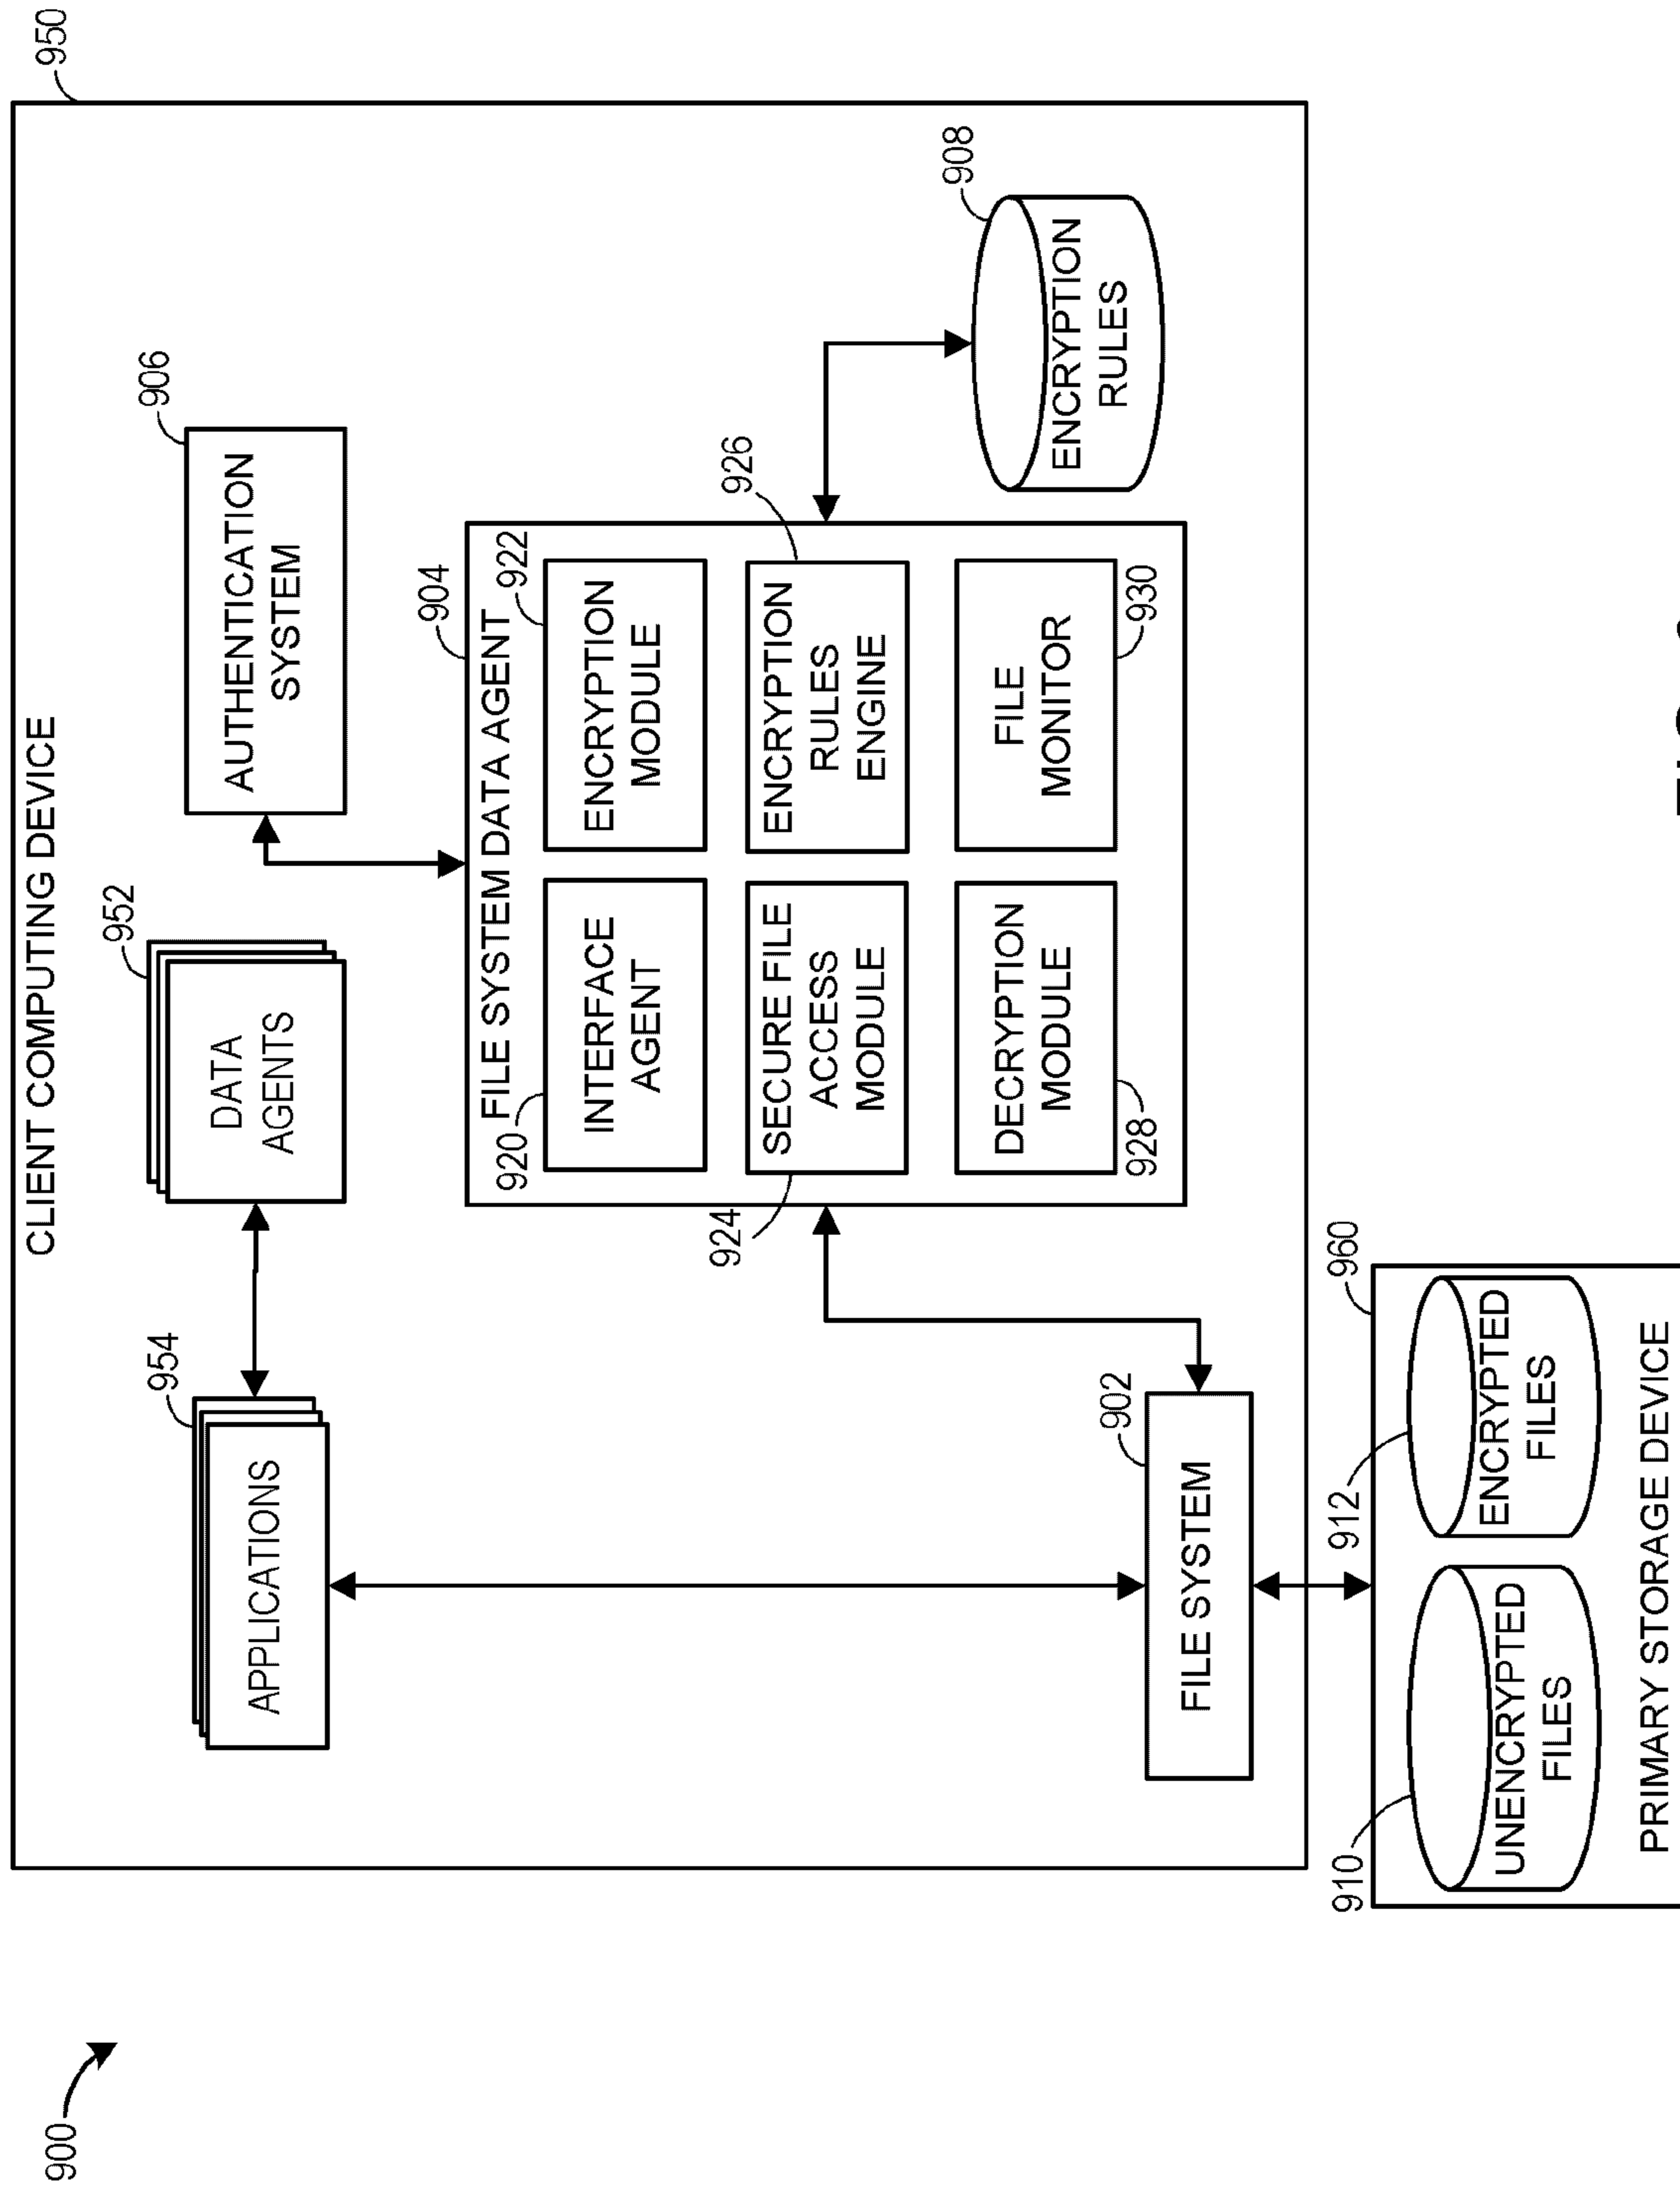 900
CLIENT COMPUTING DEVICE
950
954
APPLICATIONS
952
DATA
AGENTS
906
AUTHENTICATION
SYSTEM
904
FILE SYSTEM DATA AGENT
920
INTERFACE
AGENT
922
ENCRYPTION
MODULE
924
SECURE FILE
ACCESS
MODULE
926
ENCRYPTION
RULES
ENGINE
DECRYPTION
MODULE
928
FILE
MONITOR
930
908
ENCRYPTION
RULES
902
FILE SYSTEM
960
910
UNENCRYPTED
FILES
912
ENCRYPTED
FILES
PRIMARY STORAGE DEVICE